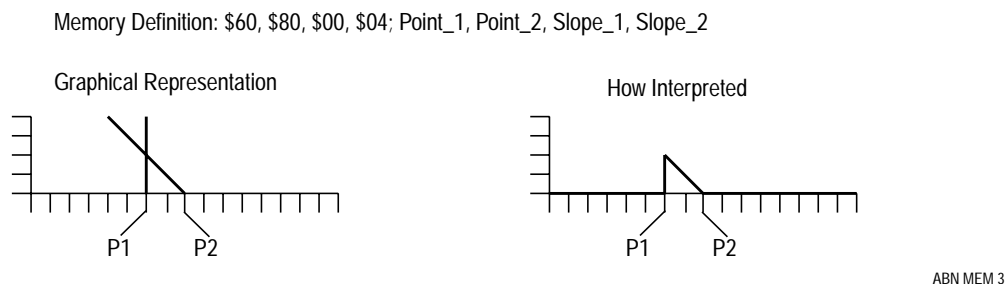 Memory Definition: $60, $80, $00, $04; Point_1, Point_2, Slope_1, Slope_2
Graphical Representation
How Interpreted
P1 P2
P1 P2
ABN MEM 3